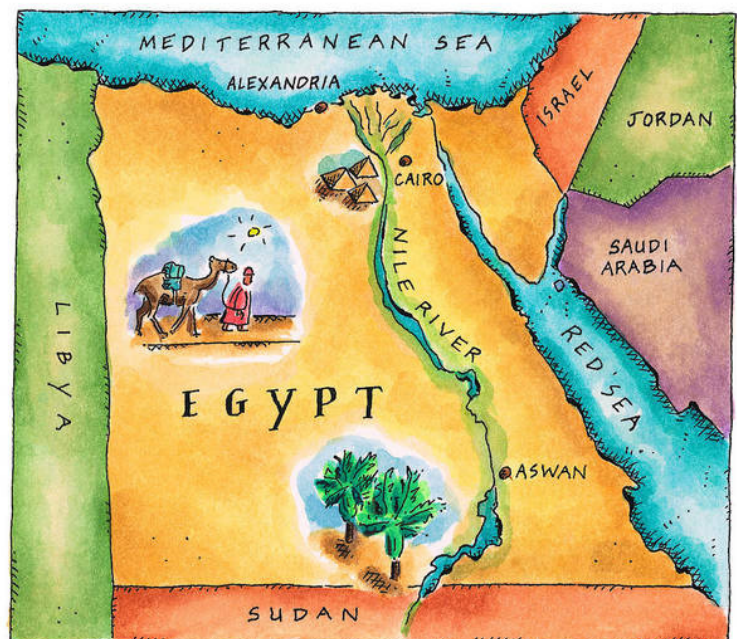 MEDITERRANEAN SEA
ALEXANDRIA
ISRAEL
JORDAN
CAIRO
NILE RIVER
SAUDI
ARABIA
LIBYA
RED SEA
EGYPT
ASWAN
SUDAN